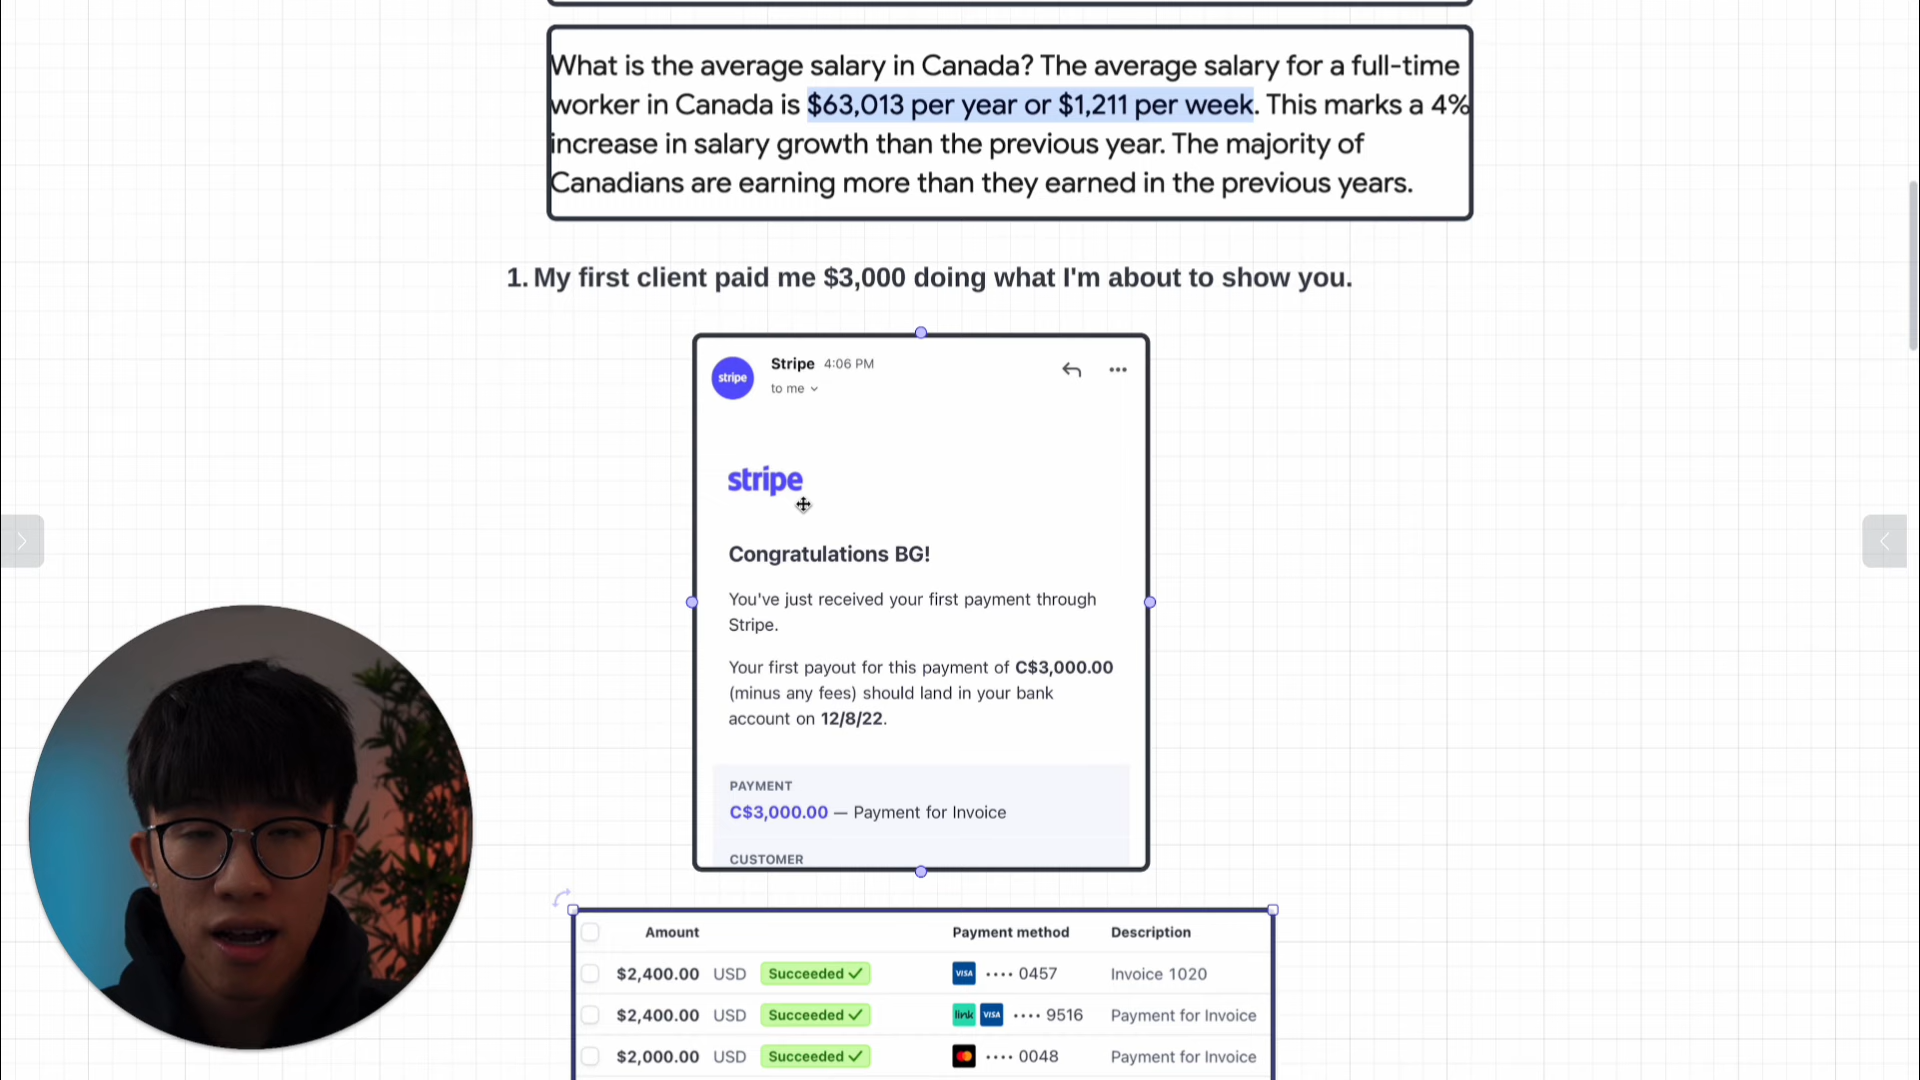 What is the average salary in Canada? The average salary for a full-time
worker in Canada is $63,013 per year or $1,211 per week. This marks a 4%
increase in salary growth than the previous year. The majority of
Canadians are earning more than they earned in the previous years.
1. My first client paid me $3,000 doing what I'm about to show you.
stripe
Stripe 4:06 PM
to me
stripe
Congratulations BG!
You've just received your first payment through
Stripe.
Your first payout for this payment of C$3,000.00
(minus any fees) should land in your bank
account on 12/8/22.
PAYMENT
C$3,000.00 — Payment for Invoice
CUSTOMER
Amount Payment method Description
$2,400.00 USD Succeeded ✓ VISA •••• 0457 Invoice 1020
$2,400.00 USD Succeeded ✓ link VISA •••• 9516 Payment for Invoice
$2,000.00 USD Succeeded ✓ •••• 0048 Payment for Invoice